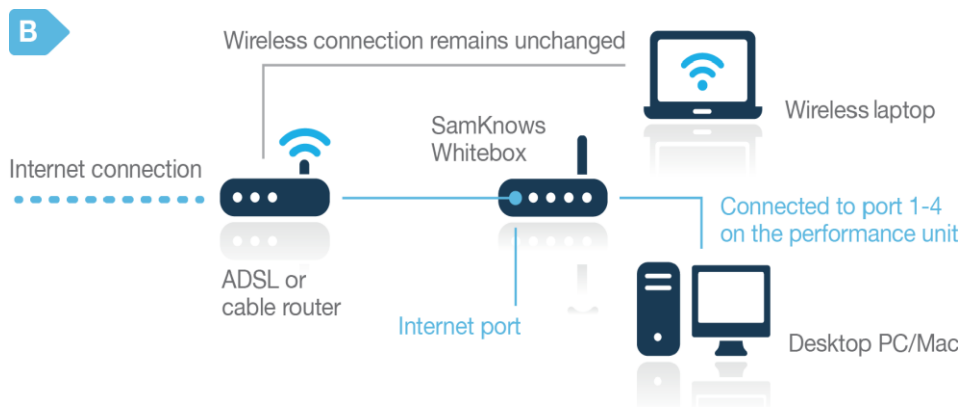 B
Wireless connection remains unchanged
Wireless laptop
SamKnows
Whitebox
Internet connection
Connected to port 1-4
on the performance unit
ADSL or
cable router
Internet port
Desktop PC/Mac